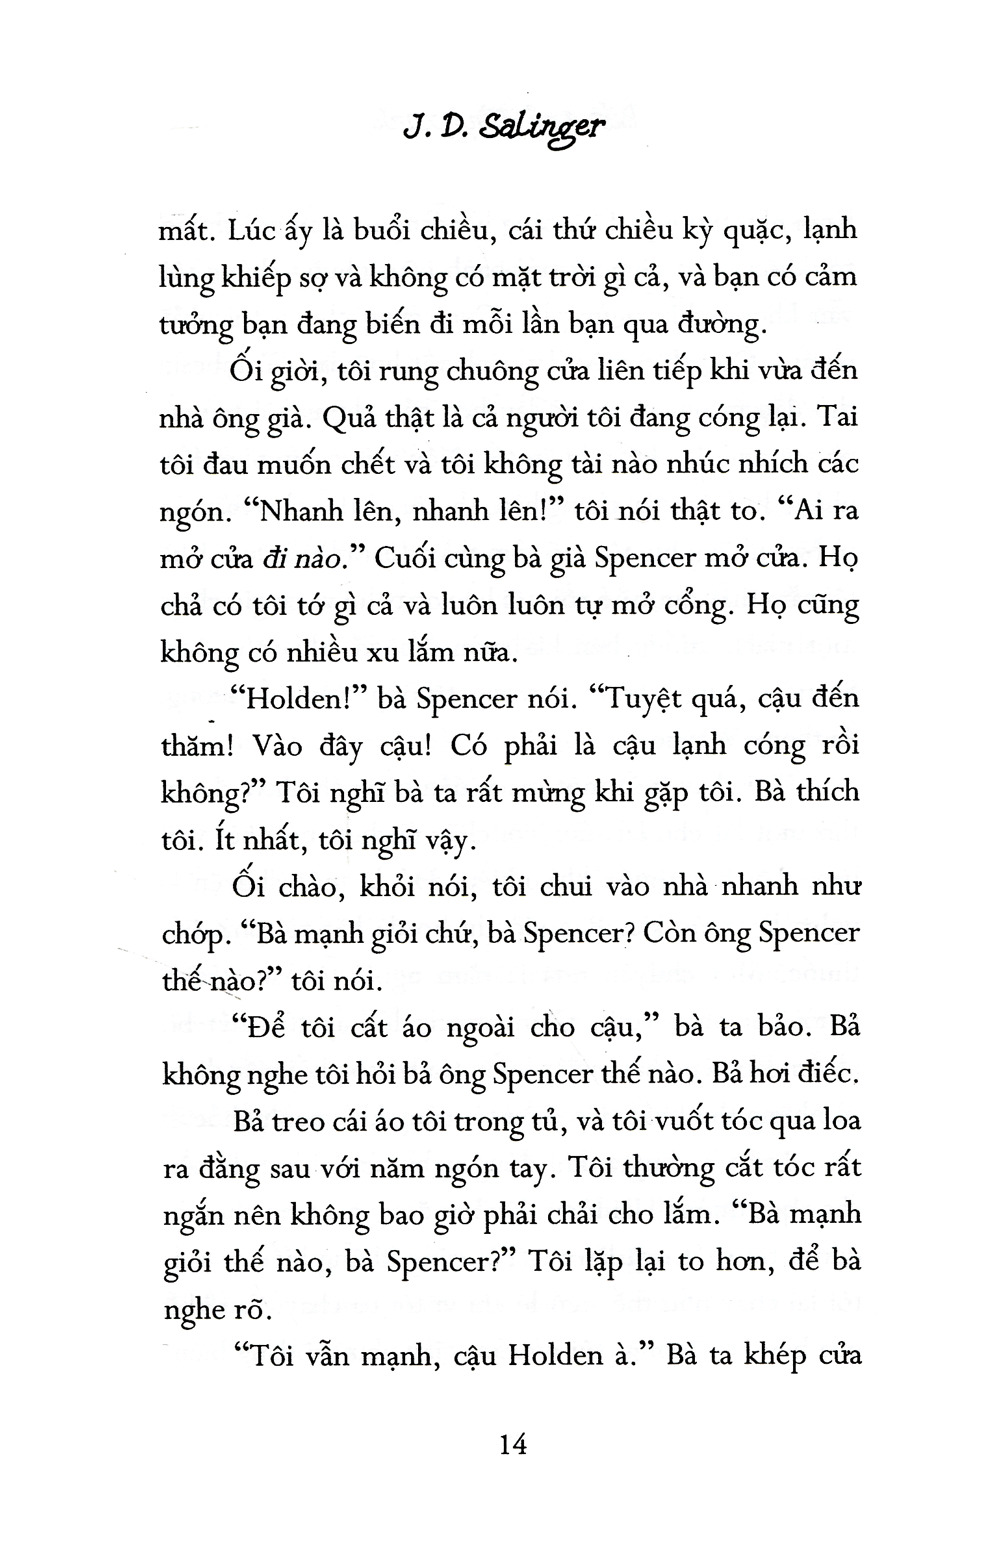 J. D. Salinger
mất. Lúc ấy là buổi chiều, cái thứ chiều kỳ quặc, lạnh
lùng khiếp sợ và không có mặt trời gì cả, và bạn có cảm
tưởng bạn đang biến đi mỗi lần bạn qua đường.
Ối giời, tôi rung chuông cửa liên tiếp khi vừa đến
nhà ông già. Quả thật là cả người tôi đang cóng lại. Tai
tôi đau muốn chết và tôi không tài nào nhúc nhích các
ngón. “Nhanh lên, nhanh lên!” tôi nói thật to. “Ai ra
mở cửa đi nào.” Cuối cùng bà già Spencer mở cửa. Họ
chả có tôi tớ gì cả và luôn luôn tự mở cổng. Họ cũng
không có nhiều xu lắm nữa.
“Holden!” bà Spencer nói. “Tuyệt quá, cậu đến
thăm! Vào đây cậu! Có phải là cậu lạnh cóng rồi
không?” Tôi nghĩ bà ta rất mừng khi gặp tôi. Bà thích
tôi. Ít nhất, tôi nghĩ vậy.
Ối chào, khỏi nói, tôi chui vào nhà nhanh như
chớp. “Bà mạnh giỏi chứ, bà Spencer? Còn ông Spencer
thế nào?” tôi nói.
“Để tôi cất áo ngoài cho cậu,” bà ta bảo. Bả
không nghe tôi hỏi bả ông Spencer thế nào. Bả hơi điếc.
Bả treo cái áo tôi trong tủ, và tôi vuốt tóc qua loa
ra đằng sau với năm ngón tay. Tôi thường cắt tóc rất
ngắn nên không bao giờ phải chải cho lắm. “Bà mạnh
giỏi thế nào, bà Spencer?” Tôi lặp lại to hơn, để bà
nghe rõ.
“Tôi vẫn mạnh, cậu Holden à.” Bà ta khép cửa
14